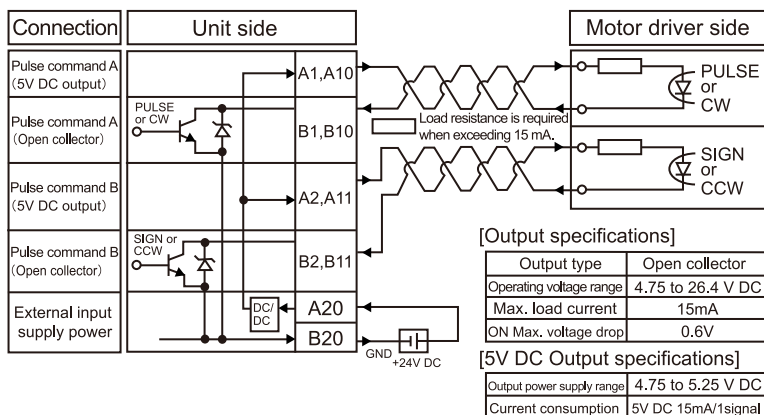 Connection
Unit side
Motor driver side
Pulse command A
(5V DC output)
A1,A10
PULSE
or
CW
Pulse command A
(Open collector)
PULSE
or CW
B1,B10
Load resistance is required
when exceeding 15 mA.
Pulse command B
(5V DC output)
A2,A11
SIGN
or
CCW
Pulse command B
(Open collector)
SIGN or
CCW
B2,B11
External input
supply power
DC/
DC
A20
B20
GND
+24V DC
[Output specifications]
Output type Open collector
Operating voltage range 4.75 to 26.4 V DC
Max. load current 15mA
ON Max. voltage drop 0.6V
[5V DC Output specifications]
Output power supply range 4.75 to 5.25 V DC
Current consumption 5V DC 15mA/1signal